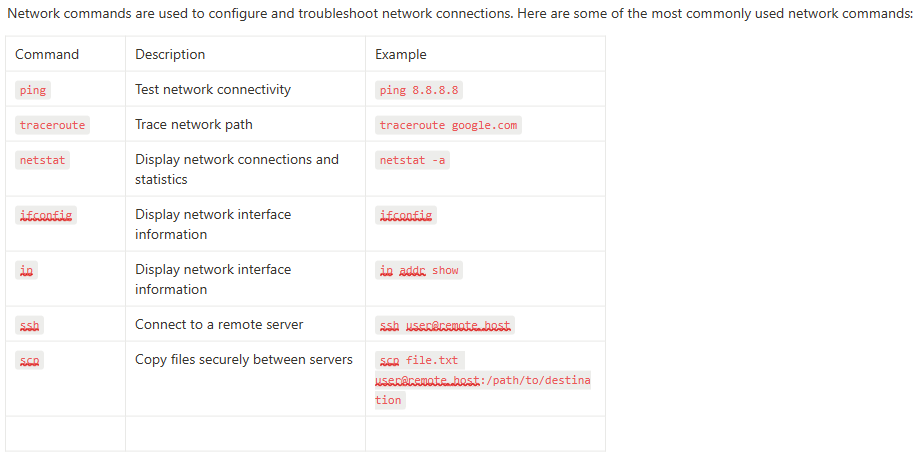 Network commands are used to configure and troubleshoot network connections. Here are some of the most commonly used network commands:
Command Description Example
ping Test network connectivity ping 8.8.8.8
traceroute Trace network path traceroute google.com
netstat Display network connections and netstat -a
statistics
ifconfig Display network interface ifconfig
information
ip Display network interface ip addr show
information
ssh Connect to a remote server ssh user@remote.host
scp Copy files securely between servers scp file.txt
user@remote.host:/path/to/destina
tion